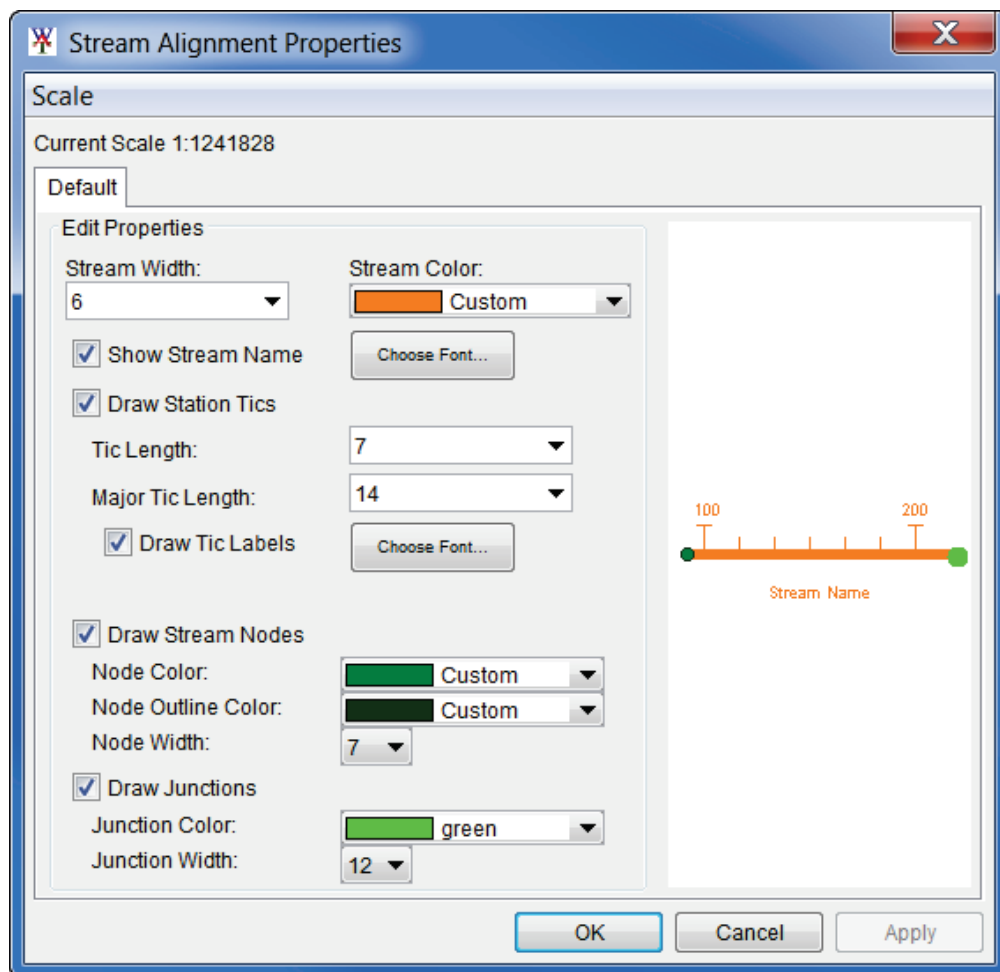 Stream Alignment Properties
Scale
Current Scale 1:1241828
Default
Edit Properties
Stream Width: Stream Color:
6 Custom
Show Stream Name Choose Font...
Draw Station Tics
Tic Length: 7
Major Tic Length: 14
Draw Tic Labels Choose Font...
100 200
Stream Name
Draw Stream Nodes
Node Color: Custom
Node Outline Color: Custom
Node Width: 7
Draw Junctions
Junction Color: green
Junction Width: 12
OK Cancel Apply